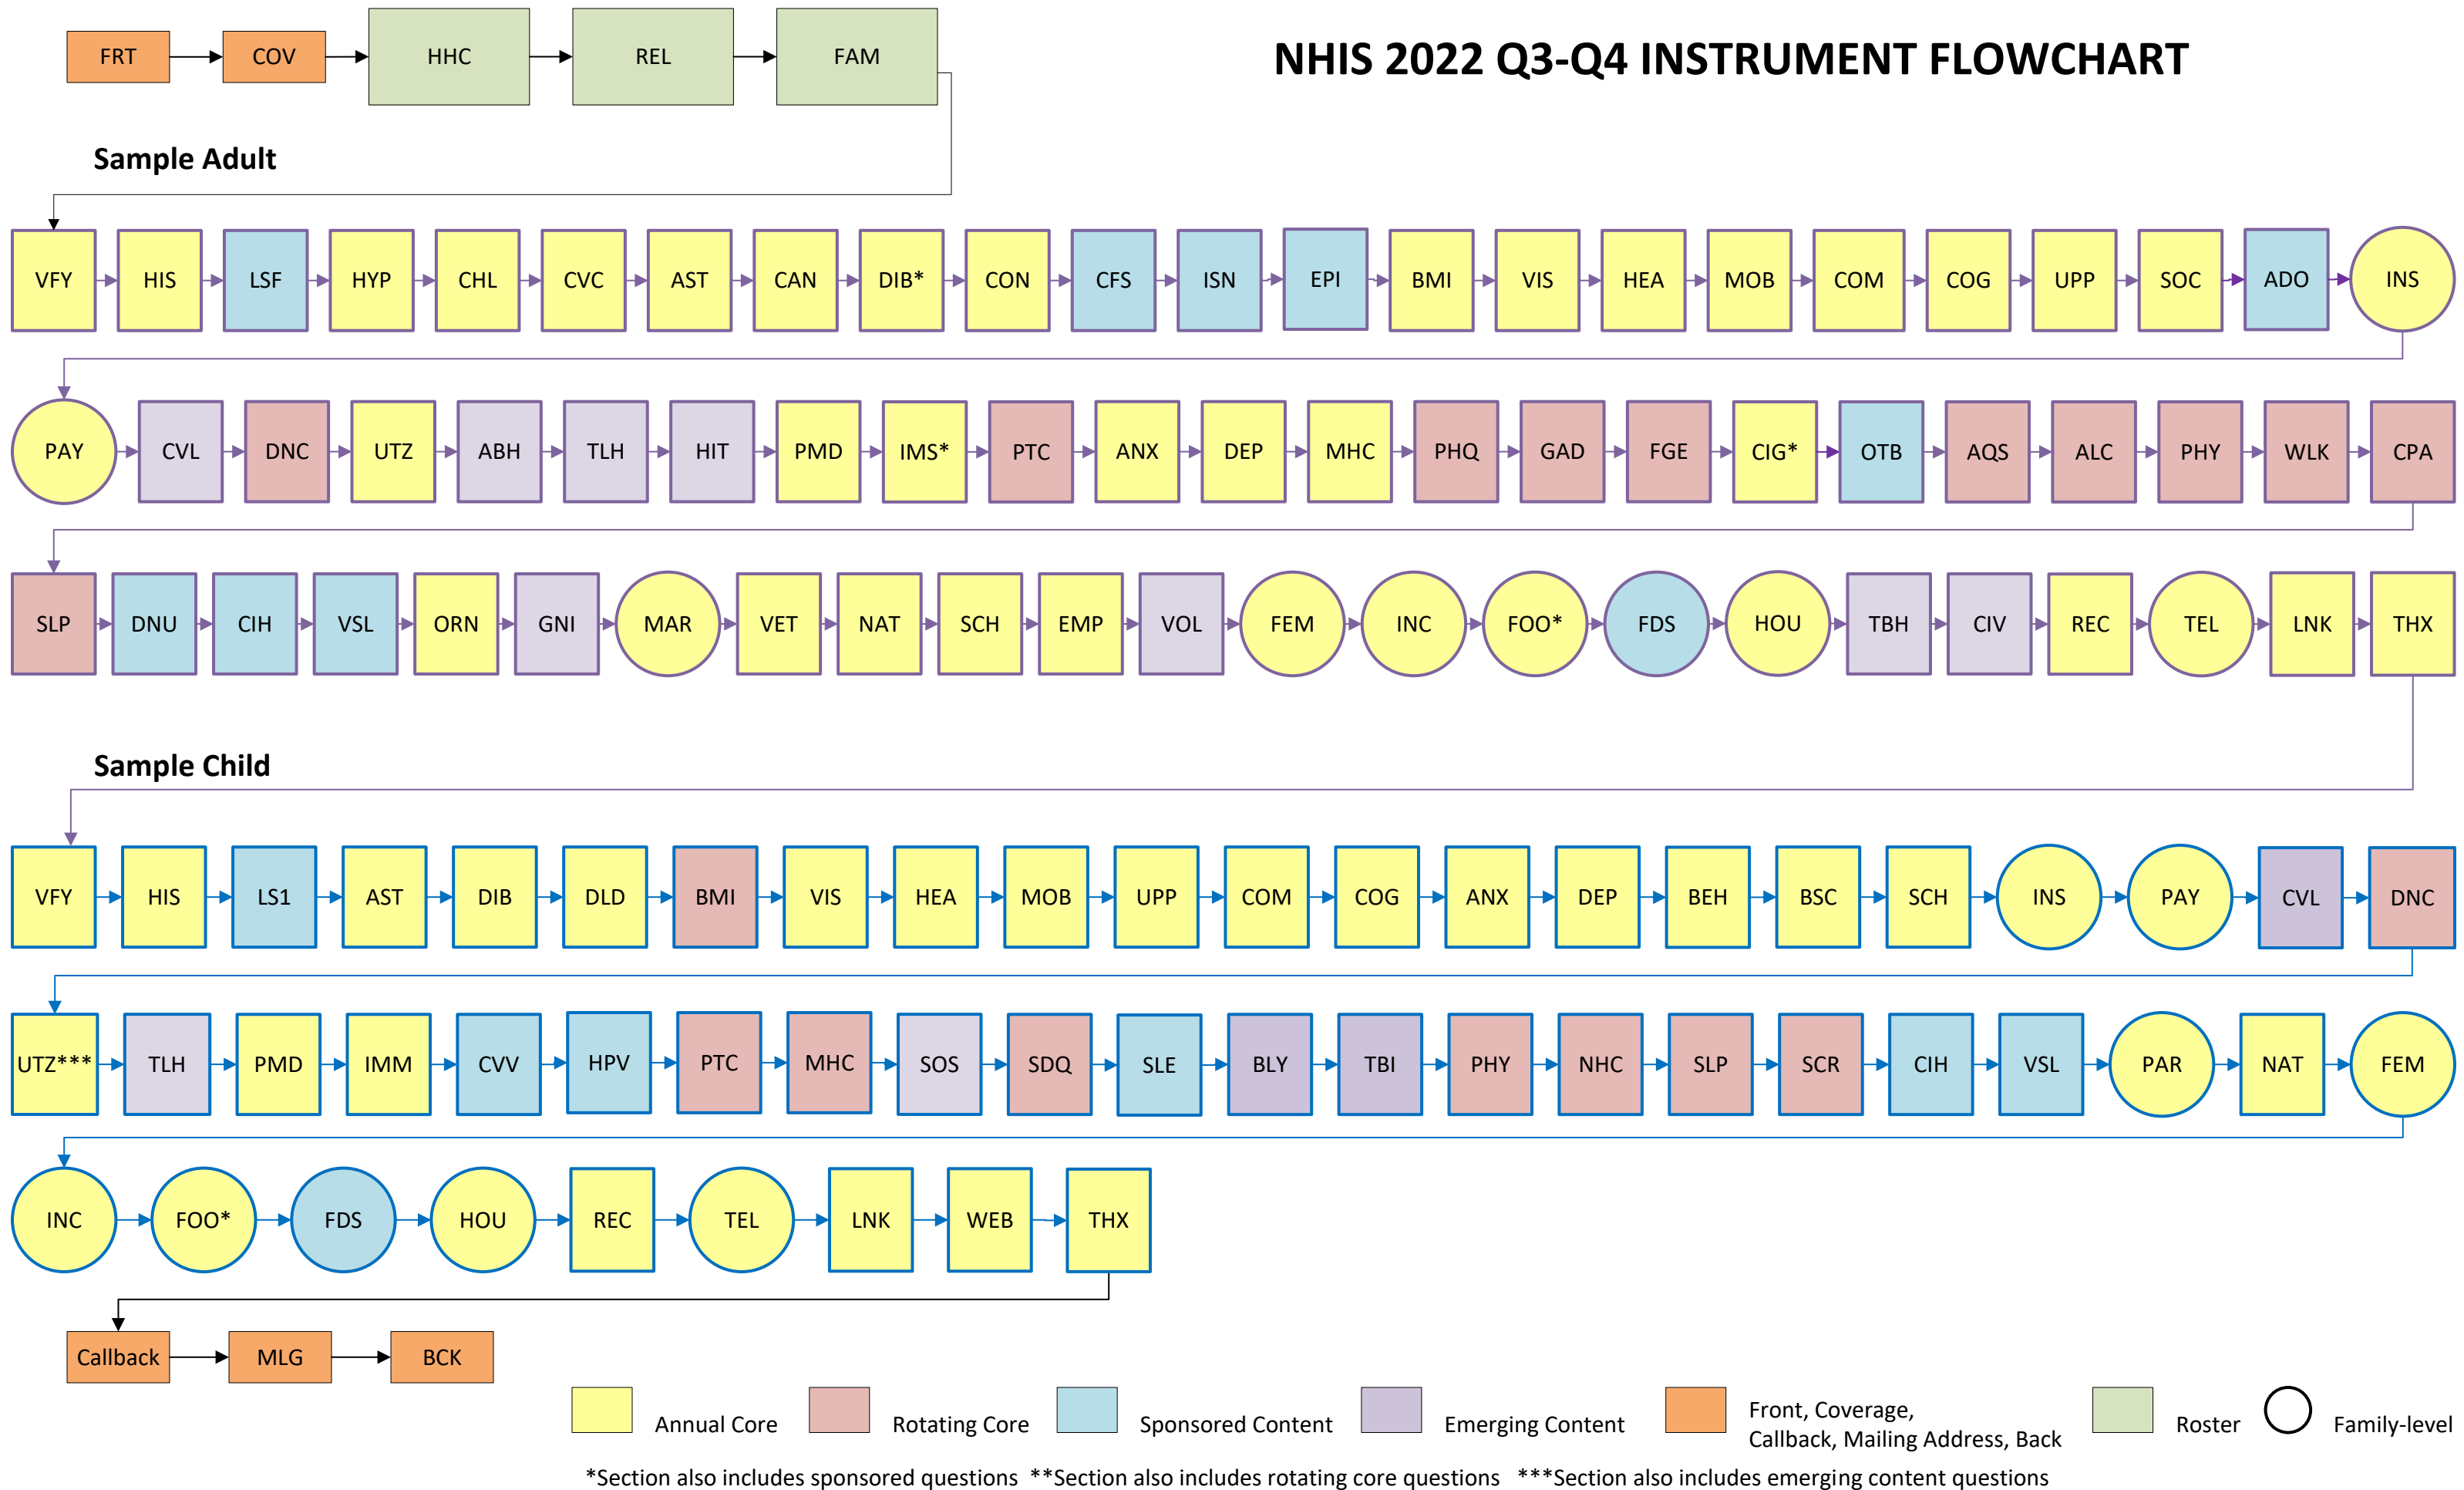 FRT COV HHC REL FAM
NHIS 2022 Q3-Q4 INSTRUMENT FLOWCHART
Sample Adult
VFY HIS LSF HYP CHL CVC AST CAN DIB* CON CFS ISN EPI BMI VIS HEA MOB COM COG UPP SOC ADO INS
PAY CVL DNC UTZ ABH TLH HIT PMD IMS* PTC ANX DEP MHC PHQ GAD FGE CIG* OTB AQS ALC PHY WLK CPA
SLP DNU CIH VSL ORN GNI MAR VET NAT SCH EMP VOL FEM INC FOO* FDS HOU TBH CIV REC TEL LNK THX
Sample Child
VFY HIS LS1 AST DIB DLD BMI VIS HEA MOB UPP COM COG ANX DEP BEH BSC SCH INS PAY CVL DNC
UTZ*** TLH PMD IMM CVV HPV PTC MHC SOS SDQ SLE BLY TBI PHY NHC SLP SCR CIH VSL PAR NAT FEM
INC FOO* FDS HOU REC TEL LNK WEB THX
Callback MLG BCK
Annual Core Rotating Core Sponsored Content Emerging Content
Front, Coverage,
Callback, Mailing Address, Back
Roster Family-level
*Section also includes sponsored questions **Section also includes rotating core questions ***Section also includes emerging content questions